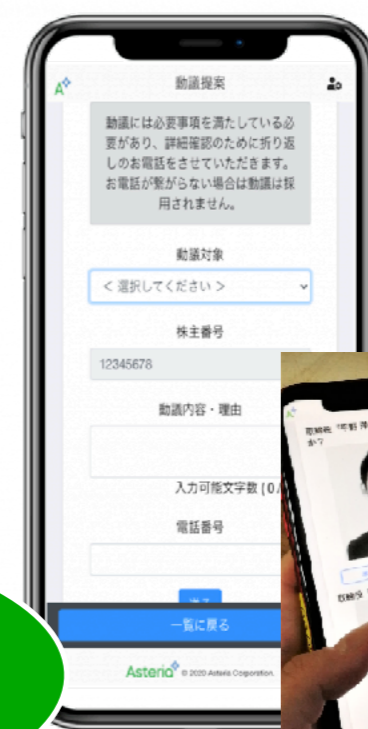 動議提案
動議には必要事項を満たしている必
要があり、詳細確認のために折り返
しのお電話をさせていただきます。
お電話が繋がらない場合は動議は採
用されません。
動議対象
< 選択してください >
株主番号
12345678
動議内容・理由
入力可能文字数 ( 0 /
電話番号
一覧に戻る
Asteria © 2020 Asteria Corporation.
か?
取締役